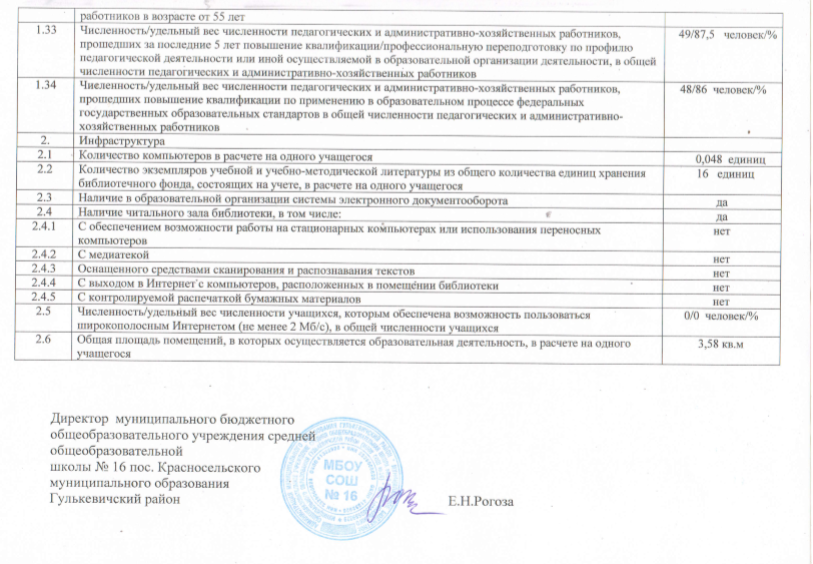 работников в возрасте от 55 лет
1.33 Численность/удельный вес численности педагогических и административно-хозяйственных работников, 49/87,5 человек/%
прошедших за последние 5 лет повышение квалификации/профессиональную переподготовку по профилю
педагогической деятельности или иной осуществляемой в образовательной организации деятельности, в общей
численности педагогических и административно-хозяйственных работников
1.34 Численность/удельный вес численности педагогических и административно-хозяйственных работников, 48/86 человек/%
прошедших повышение квалификации по применению в образовательном процессе федеральных
государственных образовательных стандартов в общей численности педагогических и административно-
хозяйственных работников
2. Инфраструктура
2.1 Количество компьютеров в расчете на одного учащегося 0,048 единиц
2.2 Количество экземпляров учебной и учебно-методической литературы из общего количества единиц хранения 16 единиц
библиотечного фонда, состоящих на учете, в расчете на одного учащегося
2.3 Наличие в образовательной организации системы электронного документооборота да
2.4 Наличие читального зала библиотеки, в том числе: да
2.4.1 С обеспечением возможности работы на стационарных компьютерах или использования переносных нет
компьютеров
2.4.2 С медиатекой нет
2.4.3 Оснащенного средствами сканирования и распознавания текстов нет
2.4.4 С выходом в Интернет с компьютеров, расположенных в помещении библиотеки нет
2.4.5 С контролируемой распечаткой бумажных материалов нет
2.5 Численность/удельный вес численности учащихся, которым обеспечена возможность пользоваться 0/0 человек/%
широкополосным Интернетом (не менее 2 Мб/с), в общей численности учащихся
2.6 Общая площадь помещений, в которых осуществляется образовательная деятельность, в расчете на одного 3,58 кв.м
учащегося
Директор муниципального бюджетного
общеобразовательного учреждения средней
общеобразовательной
школы № 16 пос. Красносельского
муниципального образования
Гулькевичский район Е.Н.Рогоза
МБОУ
СОШ
№ 16